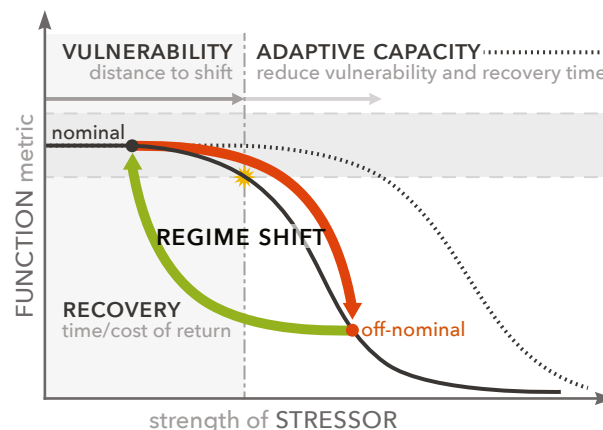 VULNERABILITY
distance to shift
ADAPTIVE CAPACITY
reduce vulnerability and recovery time
nominal
FUNCTION metric
REGIME SHIFT
RECOVERY
time/cost of return
off-nominal
strength of STRESSOR